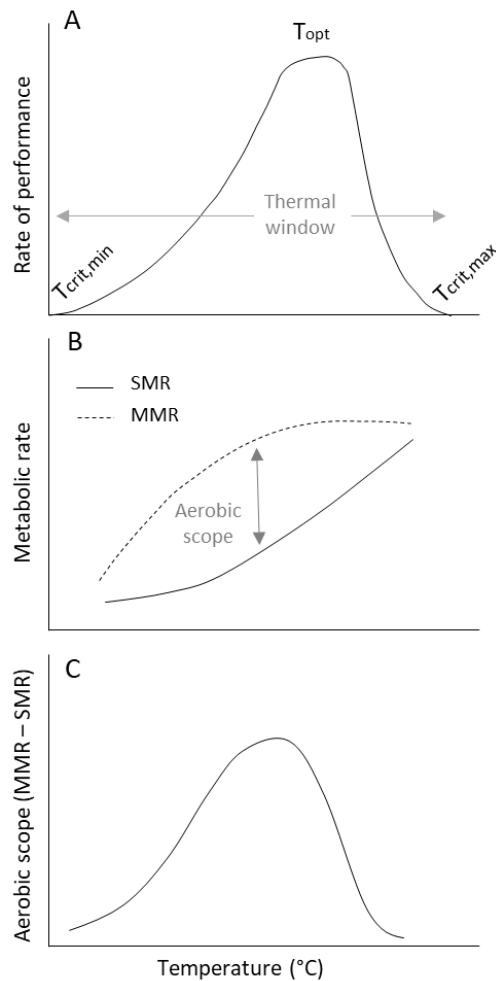 A
Topt
Rate of performance
Thermal
window
Tcrit,min
Tcrit,max
B
SMR
MMR
Metabolic rate
Aerobic
scope
C
Aerobic scope (MMR – SMR)
Temperature (°C)